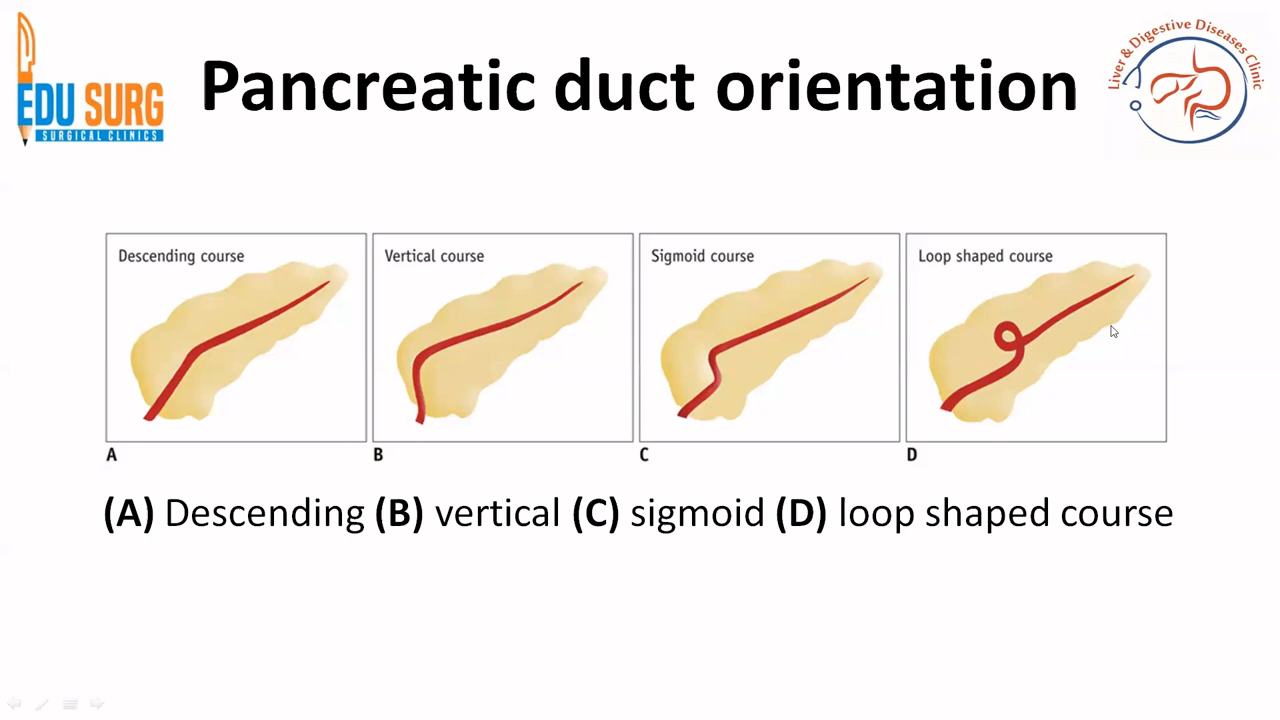 EDU SURG
SURGICAL CLINICS
Pancreatic duct orientation
Liver & Digestive Diseases Clinic
Descending course
Vertical course
Sigmoid course
Loop shaped course
A
B
C
D
(A) Descending (B) vertical (C) sigmoid (D) loop shaped course